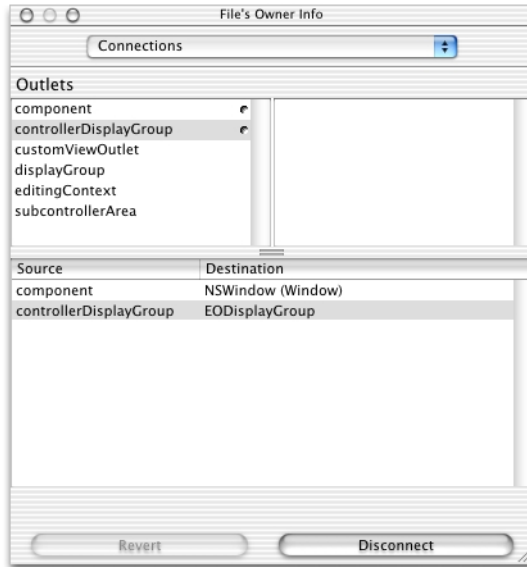 File's Owner Info
Connections
Outlets
component
controllerDisplayGroup
customViewOutlet
displayGroup
editingContext
subcontrollerArea
Source Destination
component NSWindow (Window)
controllerDisplayGroup EODisplayGroup
Revert Disconnect